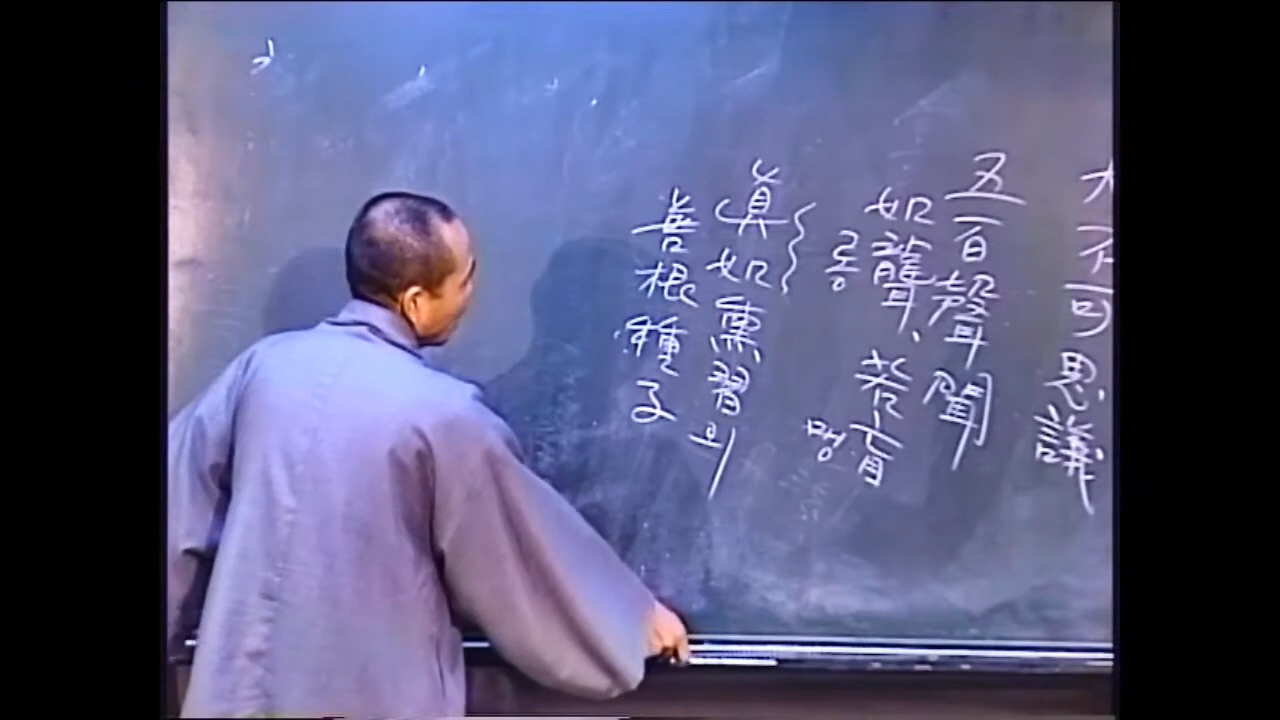 不可思議
五百聲聞
如聾、若盲
롱 맹
眞如熏習의
善根種子